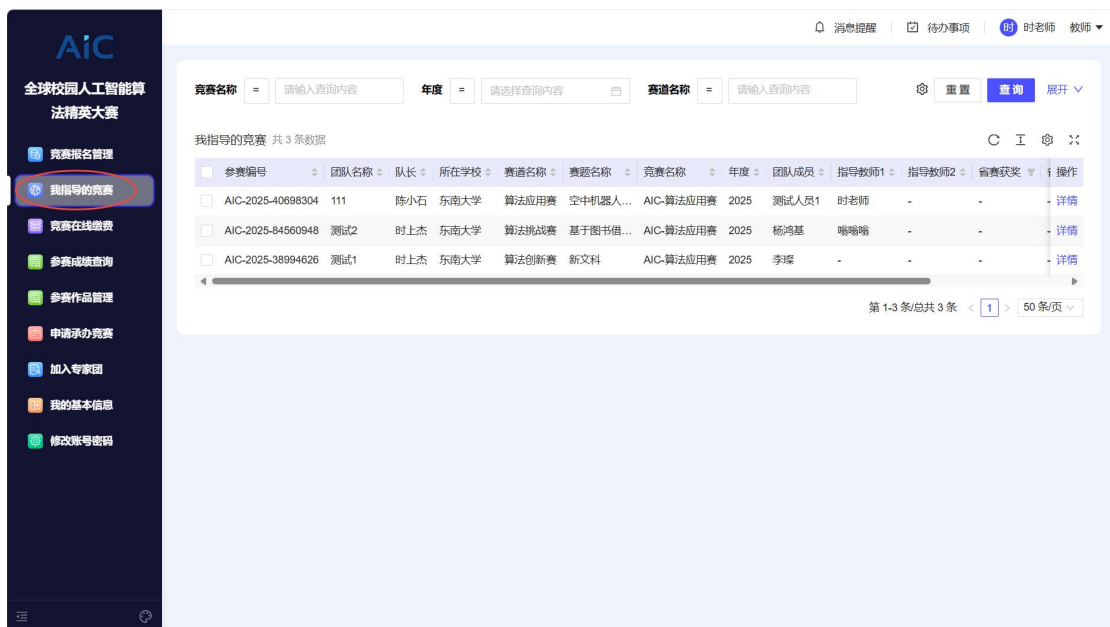 AiC
全球校园人工智能算
法精英大赛
竞赛报名管理
我指导的竞赛
竞赛在线缴费
参赛成绩查询
参赛作品管理
申请承办竞赛
加入专家团
我的基本信息
修改账号密码
消息提醒 待办事项 时 时老师 教师
竞赛名称 = 请输入查询内容 年度 = 请选择查询内容 赛道名称 = 请输入查询内容 重置 查询 展开
我指导的竞赛 共 3 条数据
参赛编号 团队名称 队长 所在学校 赛道名称 赛题名称 竞赛名称 年度 团队成员 指导教师1 指导教师2 省赛获奖 操作
AIC-2025-40698304 111 陈小石 东南大学 算法应用赛 空中机器人... AIC-算法应用赛 2025 测试人员1 时老师 - - - 详情
AIC-2025-84560948 测试2 时上杰 东南大学 算法挑战赛 基于图书借... AIC-算法应用赛 2025 杨鸿基 嗡嗡嗡 - - - 详情
AIC-2025-38994626 测试1 时上杰 东南大学 算法创新赛 新文科 AIC-算法应用赛 2025 李璨 - - - - 详情
第 1-3 条/总共 3 条 < 1 > 50 条/页